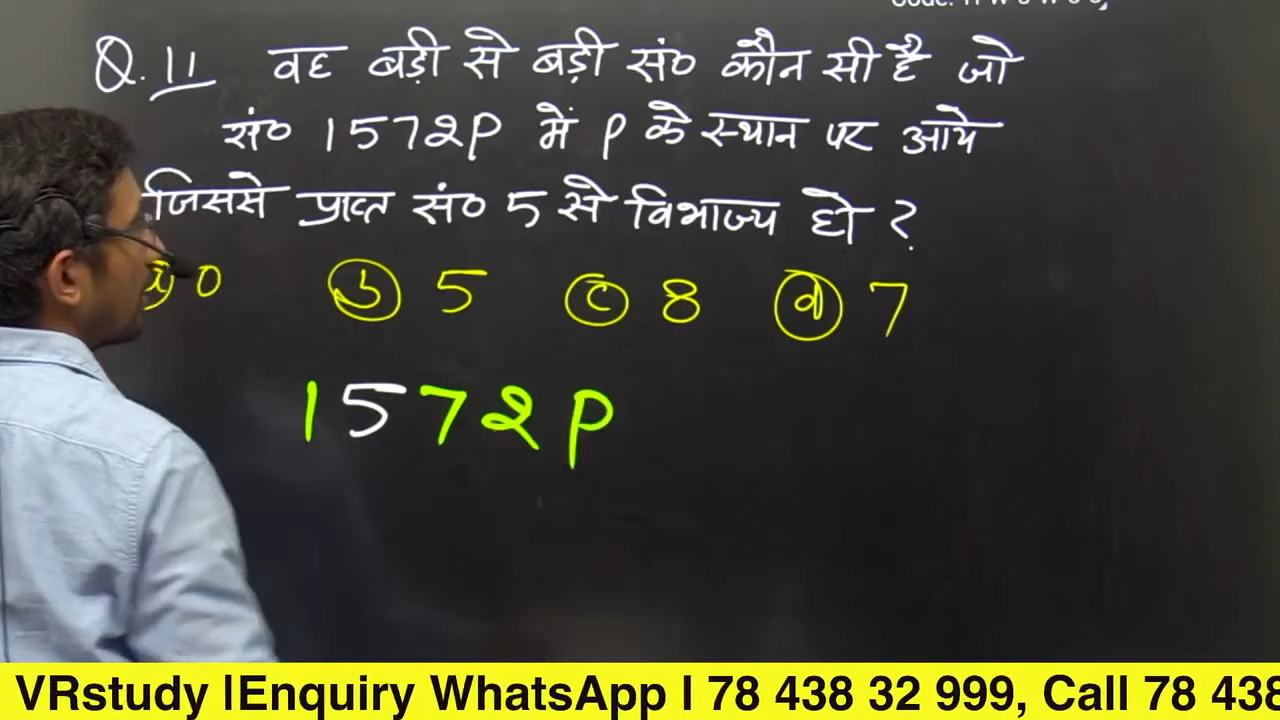 Q.11 वह बड़ी से बड़ी सं० कौन सी है जो
सं० 1572P में P के स्थान पर आये
जिससे प्राप्त सं० 5 से विभाज्य हो ?
0 b 5 c 8 d 7
1572P
VRstudy |Enquiry WhatsApp | 78 438 32 999, Call 78 438